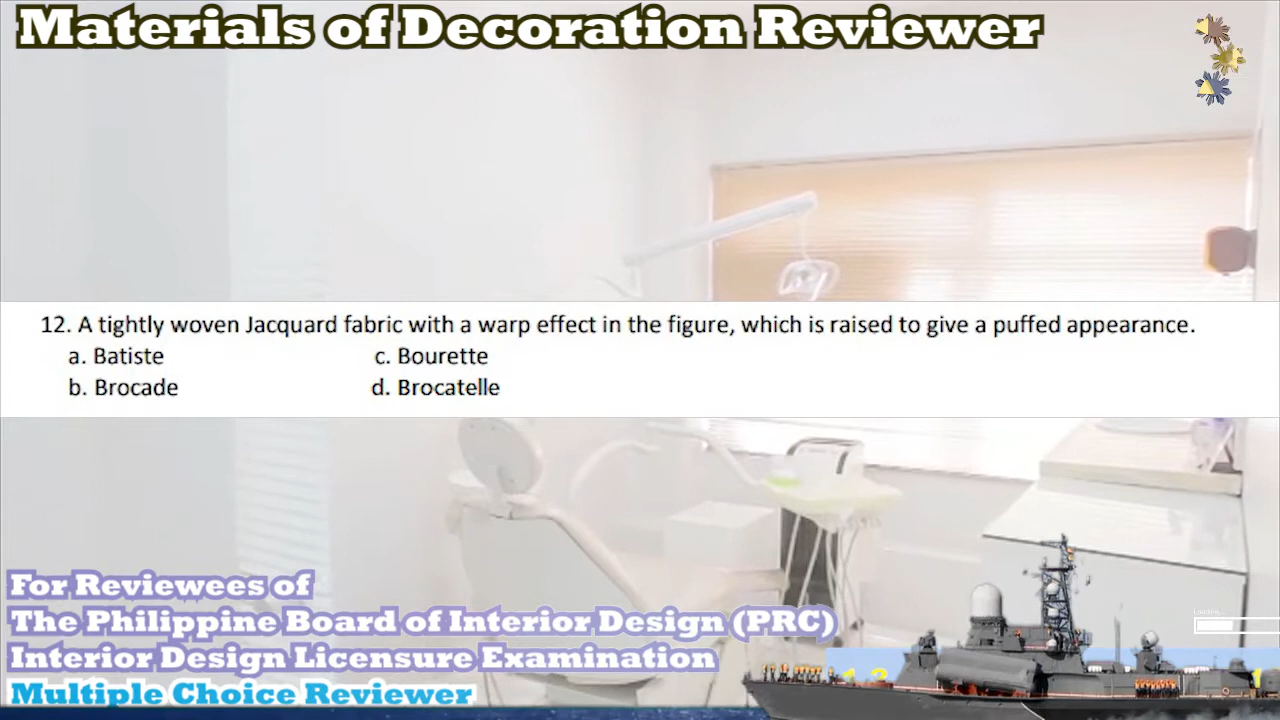 Materials of Decoration Reviewer
12. A tightly woven Jacquard fabric with a warp effect in the figure, which is raised to give a puffed appearance.
a. Batiste c. Bourette
b. Brocade d. Brocatelle
For Reviewees of
The Philippine Board of Interior Design (PRC)
Interior Design Licensure Examination
Multiple Choice Reviewer